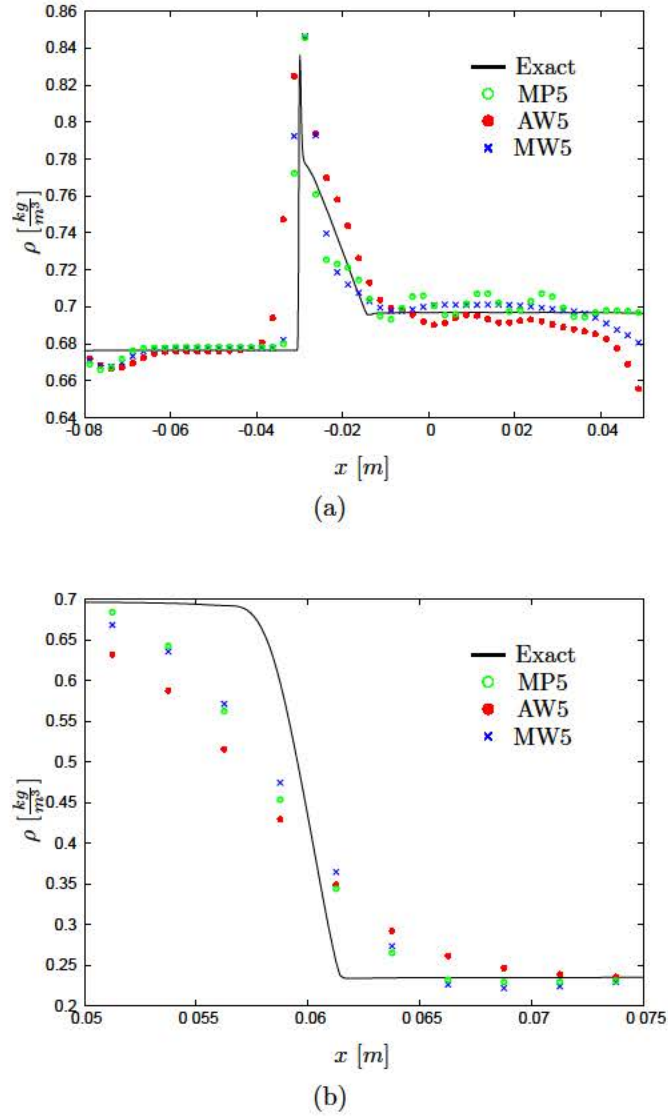 0.86
0.84
0.82
0.8
0.78
0.76
0.74
0.72
0.7
0.68
0.66
0.64
ρ [kg/m³]
Exact
MP5
AW5
MW5
-0.08 -0.06 -0.04 -0.02 0 0.02 0.04
x [m]
(a)
0.7
0.65
0.6
0.55
0.5
0.45
0.4
0.35
0.3
0.25
0.2
ρ [kg/m³]
Exact
MP5
AW5
MW5
0.05 0.055 0.06 0.065 0.07 0.075
x [m]
(b)